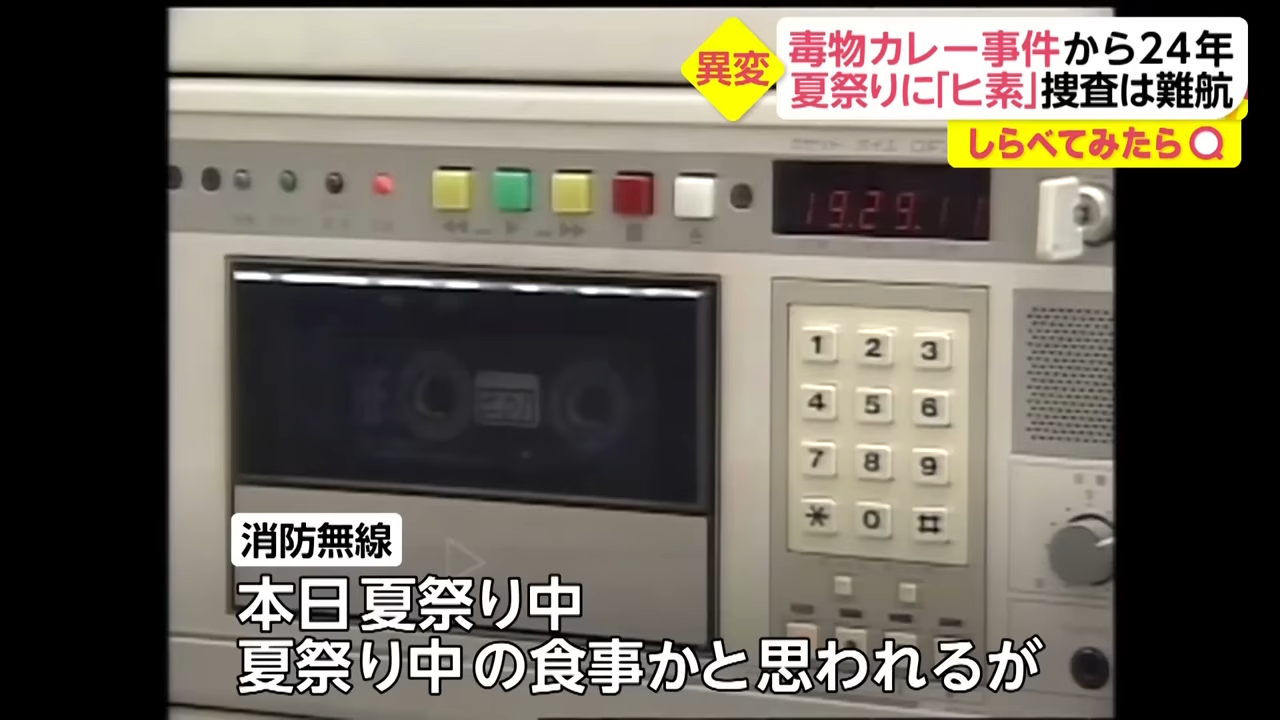 異変
毒物カレー事件から24年
夏祭りに「ヒ素」捜査は難航
しらべてみたら
19.29.11
1 2 3
4 5 6
7 8 9
* 0 #
消防無線
本日夏祭り中
夏祭り中の食事かと思われるが